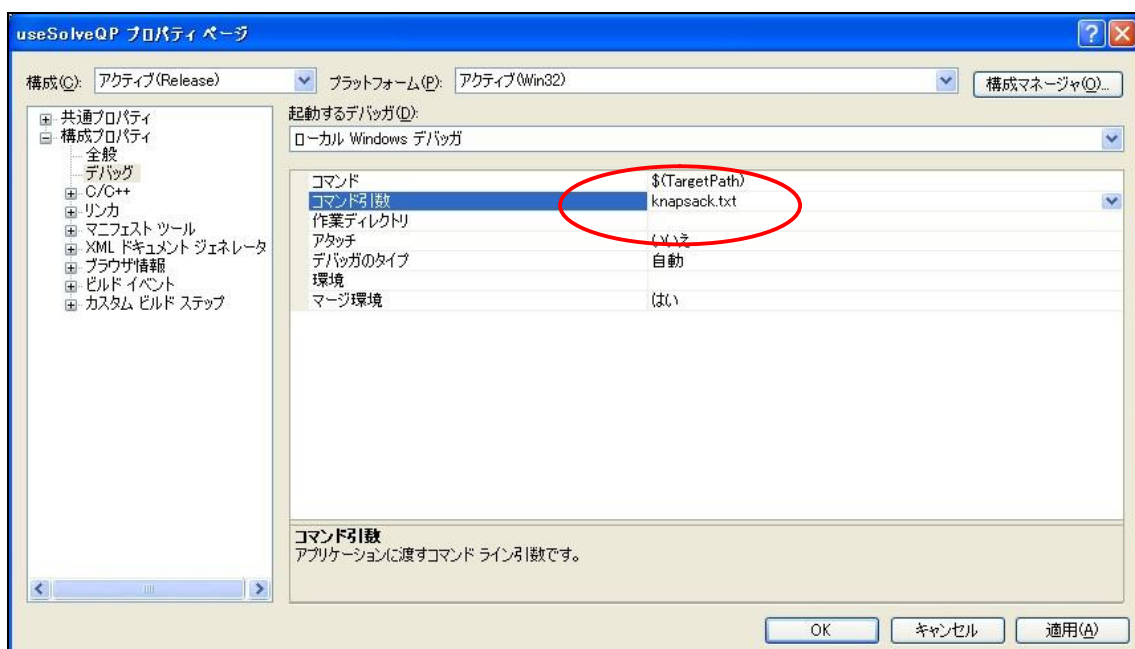 useSolveQP プロパティ ページ
構成(C): アクティブ(Release) プラットフォーム(P): アクティブ(Win32) 構成マネージャ(O)...
共通プロパティ
構成プロパティ
全般
デバッグ
C/C++
リンカ
マニフェスト ツール
XML ドキュメント ジェネレータ
ブラウザ情報
ビルド イベント
カスタム ビルド ステップ
起動するデバッガ(D):
ローカル Windows デバッガ
コマンド $(TargetPath)
コマンド引数 knapsack.txt
作業ディレクトリ
アタッチ いいえ
デバッガのタイプ 自動
環境
マージ環境 はい
コマンド引数
アプリケーションに渡すコマンド ライン引数です。
OK キャンセル 適用(A)